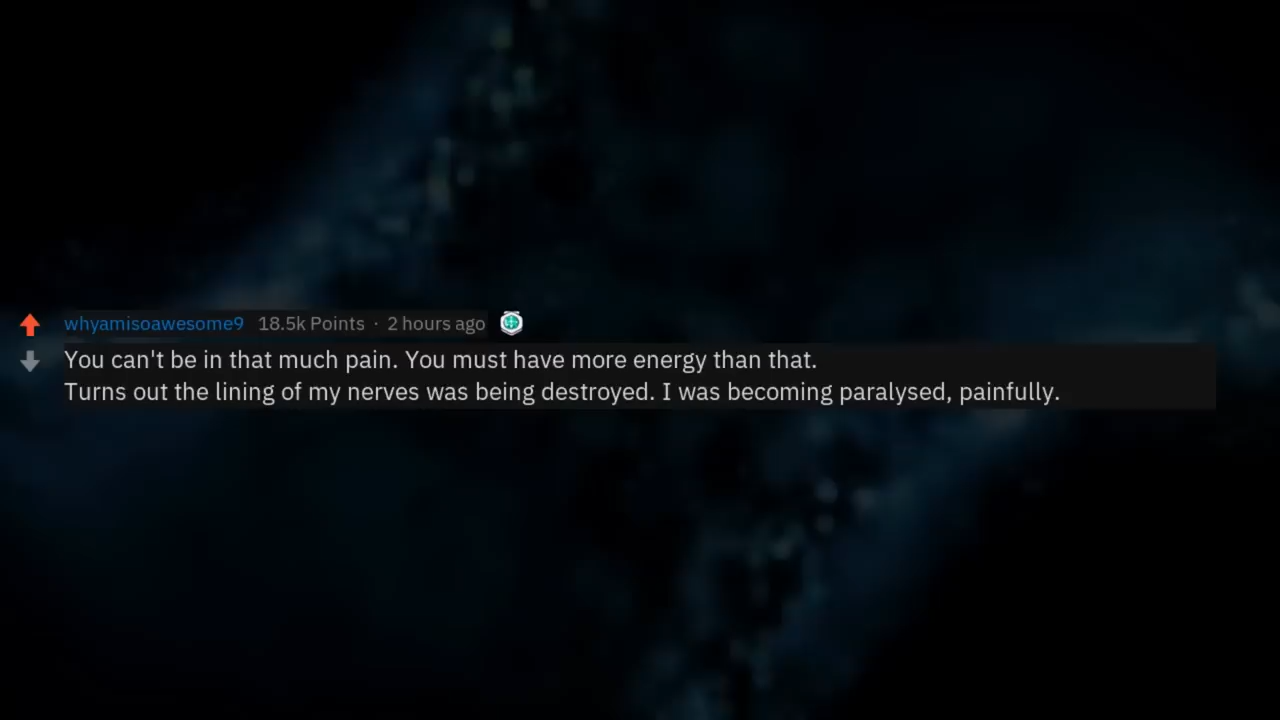 whyamisoawesome9 18.5k Points · 2 hours ago
You can't be in that much pain. You must have more energy than that.
Turns out the lining of my nerves was being destroyed. I was becoming paralysed, painfully.